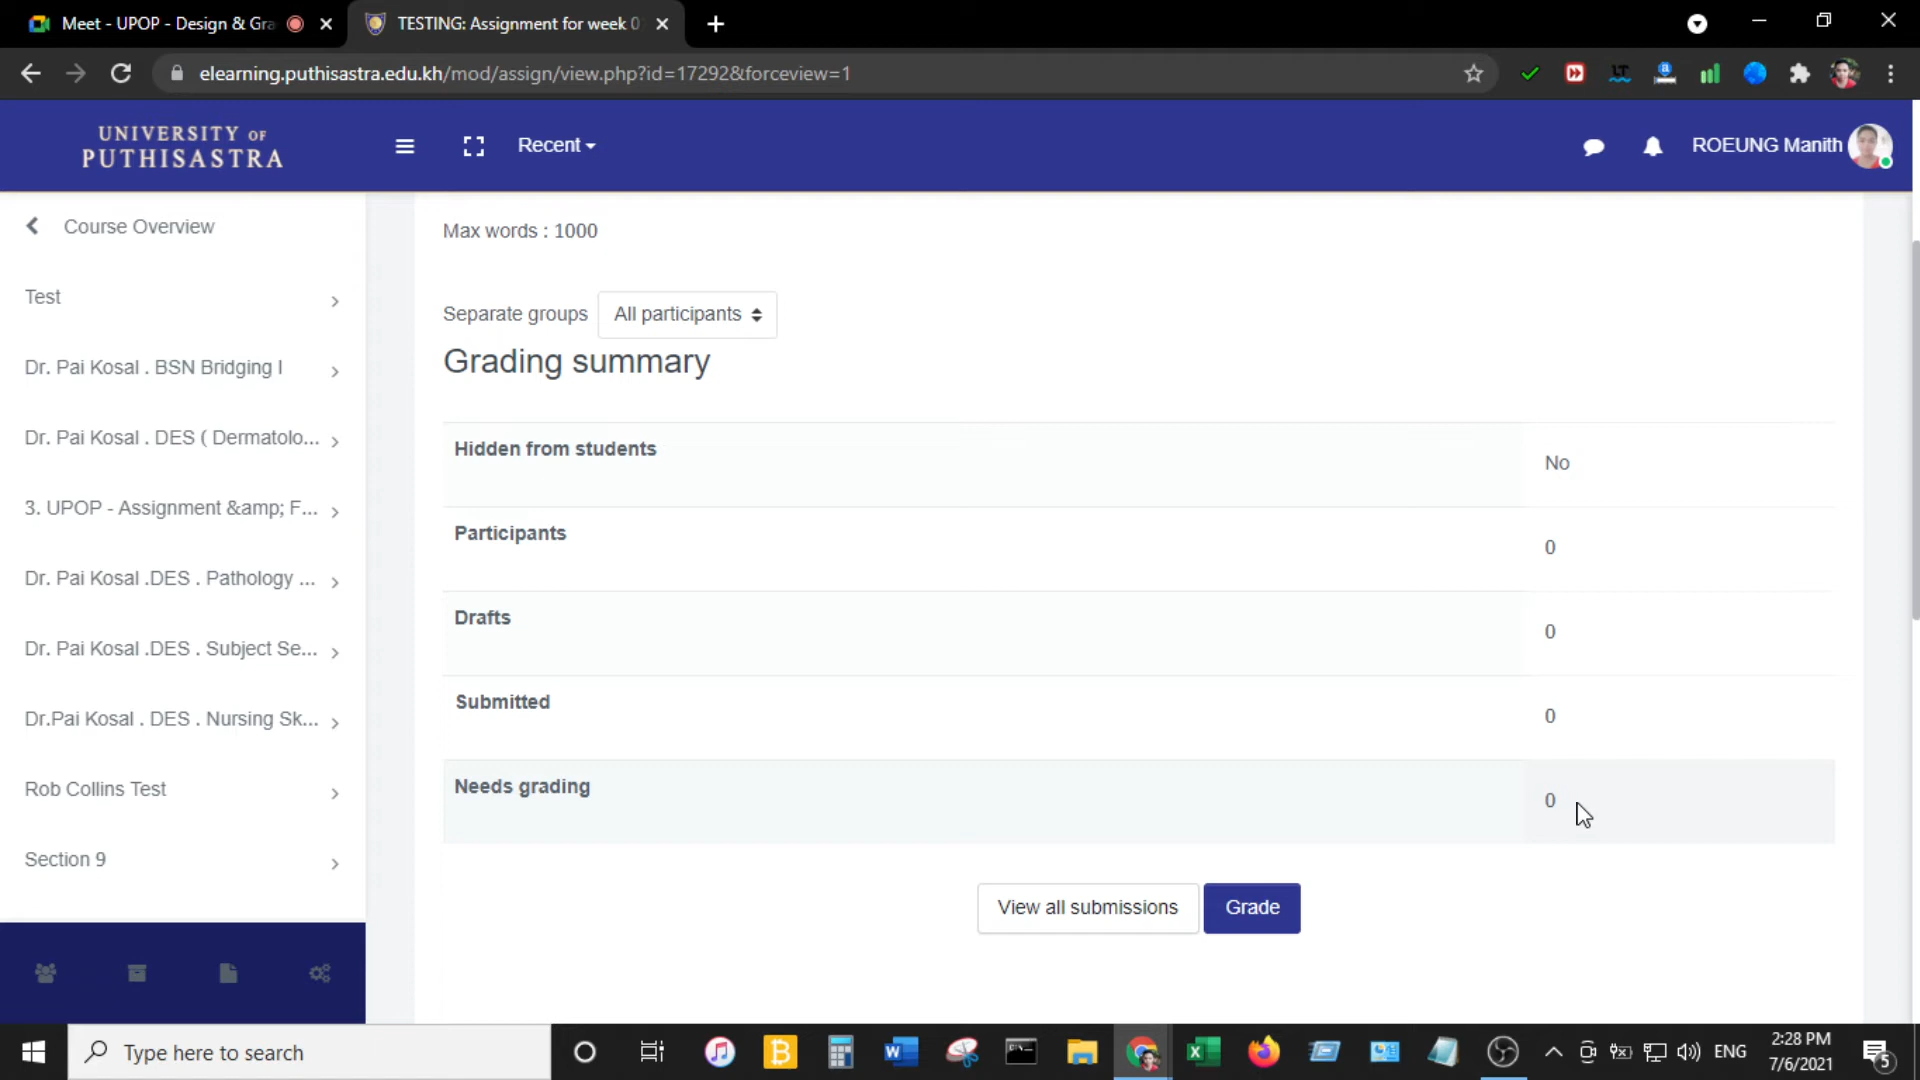 Meet - UPOP - Design & Gra
TESTING: Assignment for week 0
elearning.puthisastra.edu.kh/mod/assign/view.php?id=17292&forceview=1
UNIVERSITY OF
PUTHISASTRA
Recent
ROEUNG Manith
Course Overview
Test
Dr. Pai Kosal . BSN Bridging I
Dr. Pai Kosal . DES ( Dermatolo...
3. UPOP - Assignment &amp; F...
Dr. Pai Kosal .DES . Pathology ...
Dr. Pai Kosal .DES . Subject Se...
Dr.Pai Kosal . DES . Nursing Sk...
Rob Collins Test
Section 9
Max words : 1000
Separate groups All participants
Grading summary
Hidden from students No
Participants 0
Drafts 0
Submitted 0
Needs grading 0
View all submissions Grade
Type here to search
ENG
2:28 PM
7/6/2021
5